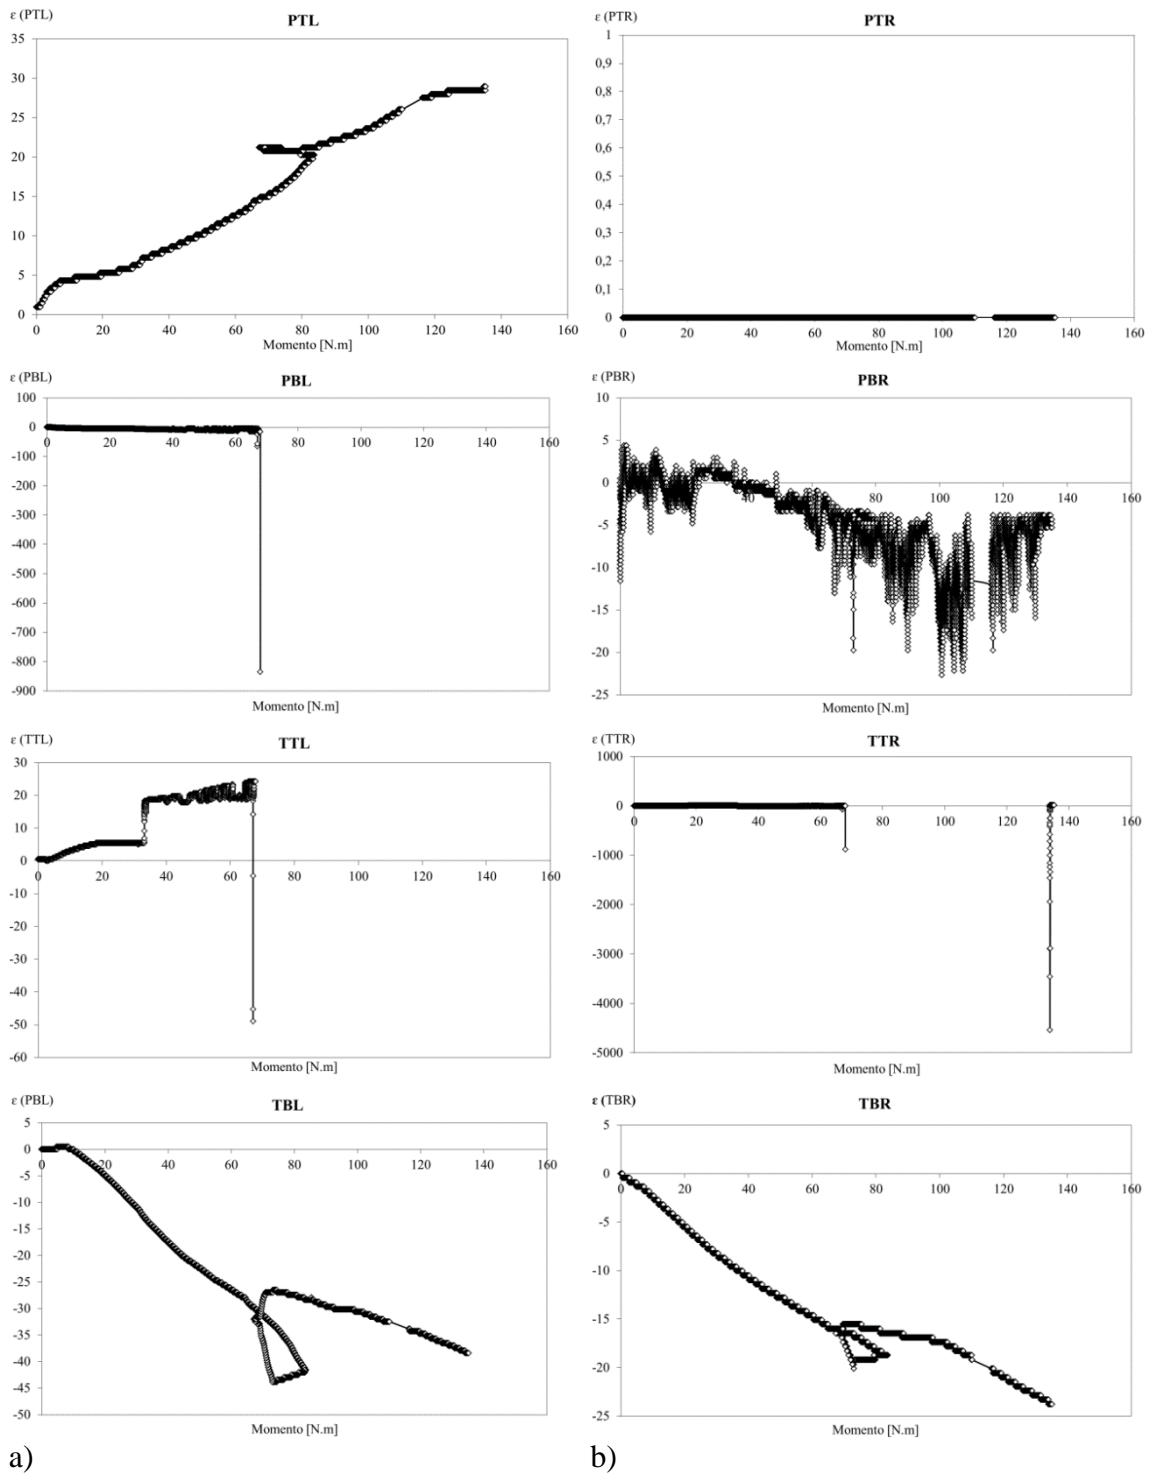 ε (PTL)
PTL
35
30
25
20
15
10
5
0
0 20 40 60 80 100 120 140 160
Momento [N.m]
ε (PTR)
PTR
1
0,9
0,8
0,7
0,6
0,5
0,4
0,3
0,2
0,1
0
0 20 40 60 80 100 120 140 160
Momento [N.m]
ε (PBL)
PBL
100
0
-100
-200
-300
-400
-500
-600
-700
-800
-900
0 20 40 60 80 100 120 140 160
Momento [N.m]
ε (PBR)
PBR
10
5
0
-5
-10
-15
-20
-25
40 80 100 120 140 160
Momento [N.m]
ε (TTL)
TTL
30
20
10
0
-10
-20
-30
-40
-50
-60
0 20 40 60 80 100 120 140 160
Momento [N.m]
ε (TTR)
TTR
1000
0
-1000
-2000
-3000
-4000
-5000
0 20 40 60 80 100 120 140 160
Momento [N.m]
ε (PBL)
TBL
5
0
-5
-10
-15
-20
-25
-30
-35
-40
-45
-50
0 20 40 60 80 100 120 140 160
Momento [N.m]
ε (TBR)
TBR
5
0
-5
-10
-15
-20
-25
0 20 40 60 80 100 120 140 160
Momento [N.m]
a)
b)